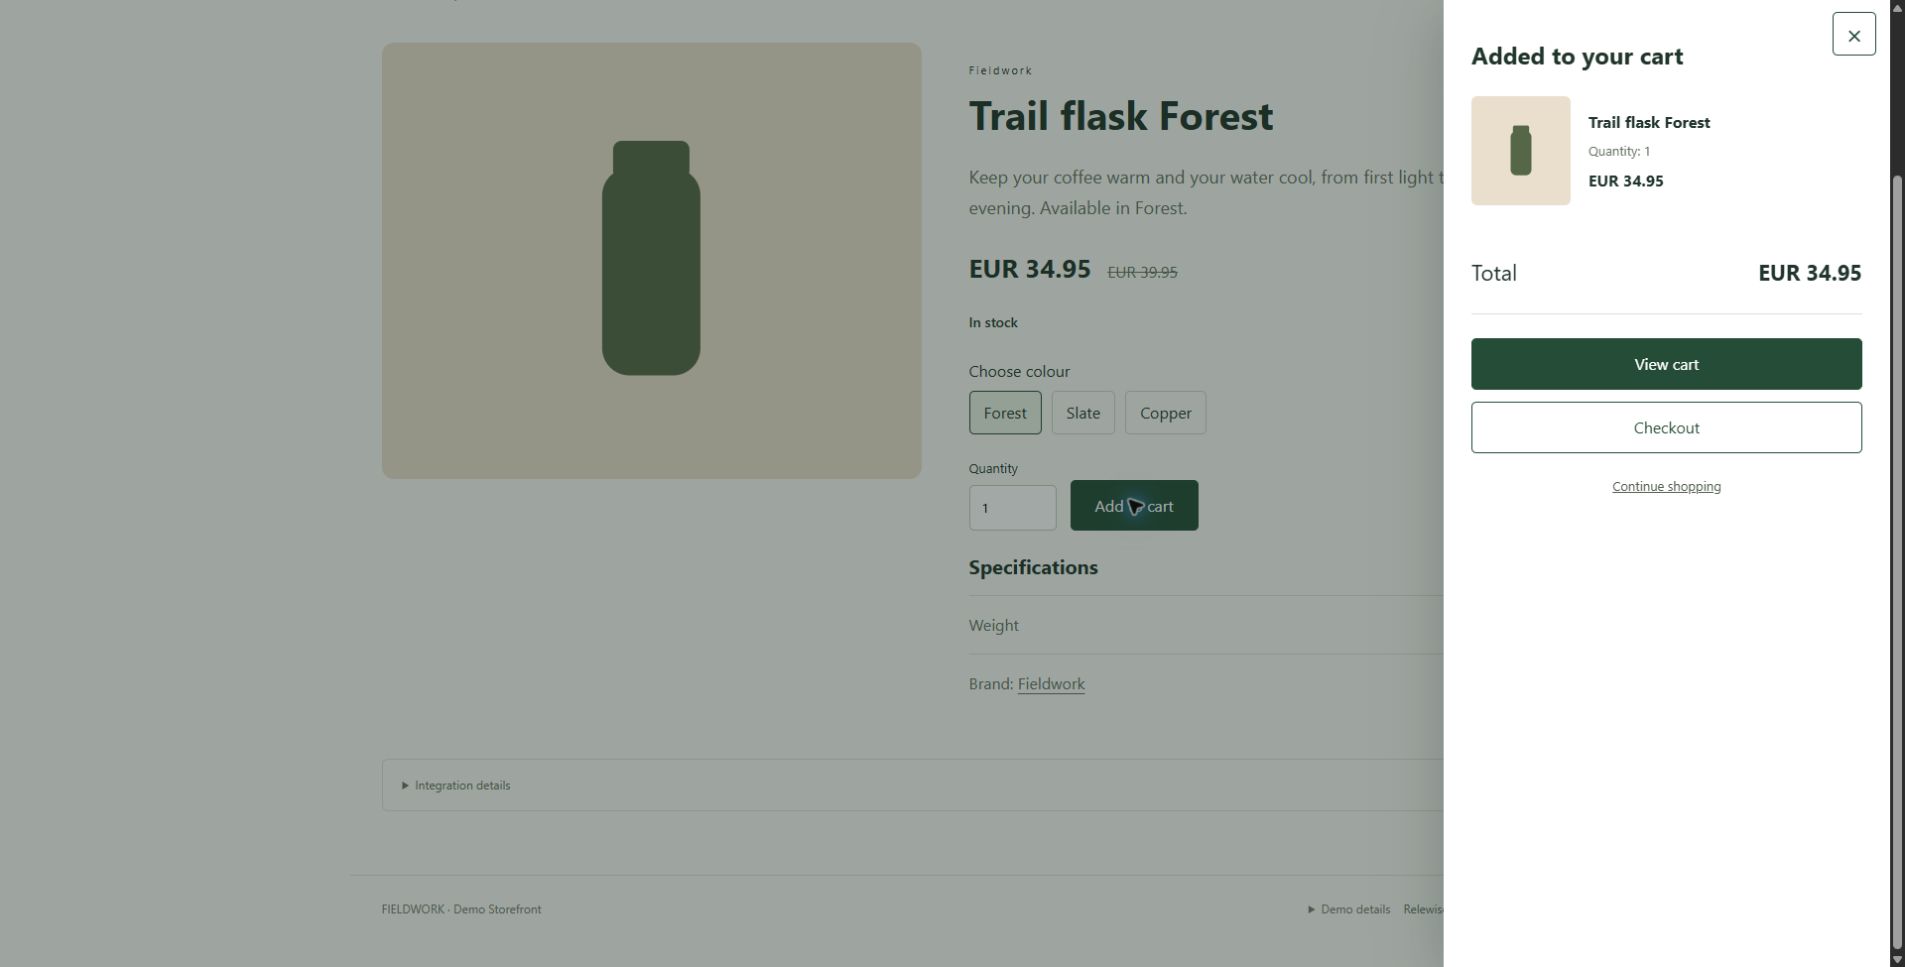 Fieldwork
Trail flask Forest
Keep your coffee warm and your water cool, from first light
evening. Available in Forest.
EUR 34.95 EUR 39.95
In stock
Choose colour
Forest Slate Copper
Quantity
1 Add cart
Specifications
Weight
Brand: Fieldwork
Integration details
FIELDWORK · Demo Storefront
Demo details
Added to your cart
Trail flask Forest
Quantity: 1
EUR 34.95
Total EUR 34.95
View cart
Checkout
Continue shopping